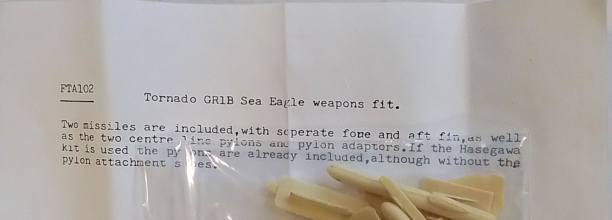 FTA102
Tornado GR1B Sea Eagle weapons fit.
Two missiles are included,with seperate fore and aft fin,as well
as the two centre line pylons and pylon adaptors.If the Hasegawa
kit is used the pylons are already included,although without the
pylon attachment